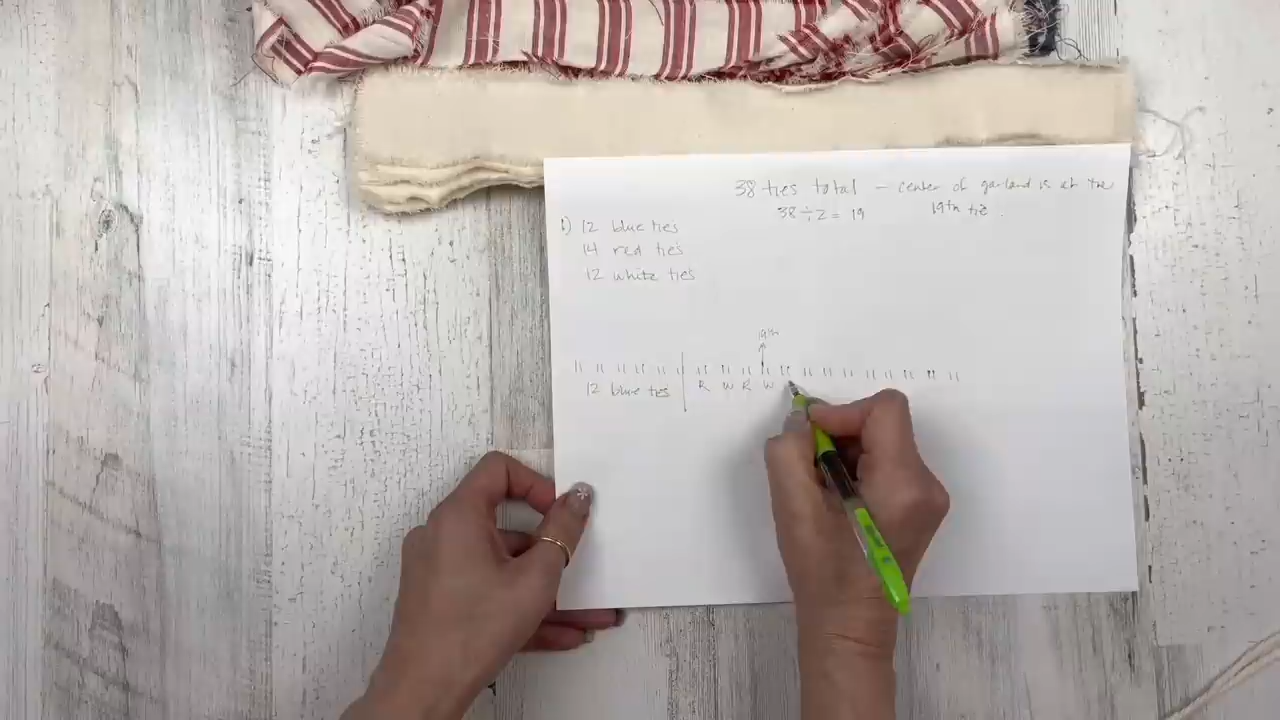 38 ties total - center of garland is at the
38 ÷ 2 = 19 19th tie.
1) 12 blue ties
14 red ties
12 white ties
19th
12 blue ties R W R W